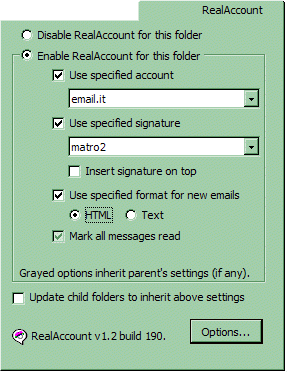 RealAccount
Disable RealAccount for this folder
Enable RealAccount for this folder
Use specified account
email.it
Use specified signature
matro2
Insert signature on top
Use specified format for new emails
HTML Text
Mark all messages read
Grayed options inherit parent's settings (if any).
Update child folders to inherit above settings
RealAccount v1.2 build 190. Options...